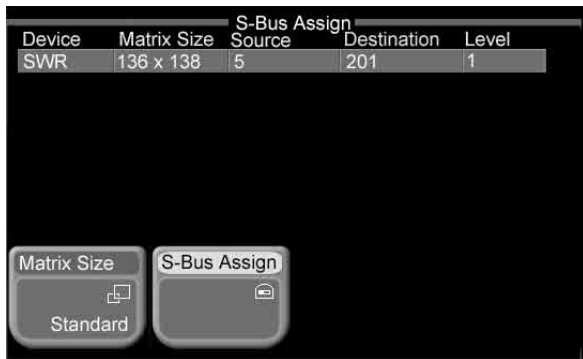 S-Bus Assign
Device Matrix Size Source Destination Level
SWR 136 x 138 5 201 1
Matrix Size S-Bus Assign
Standard